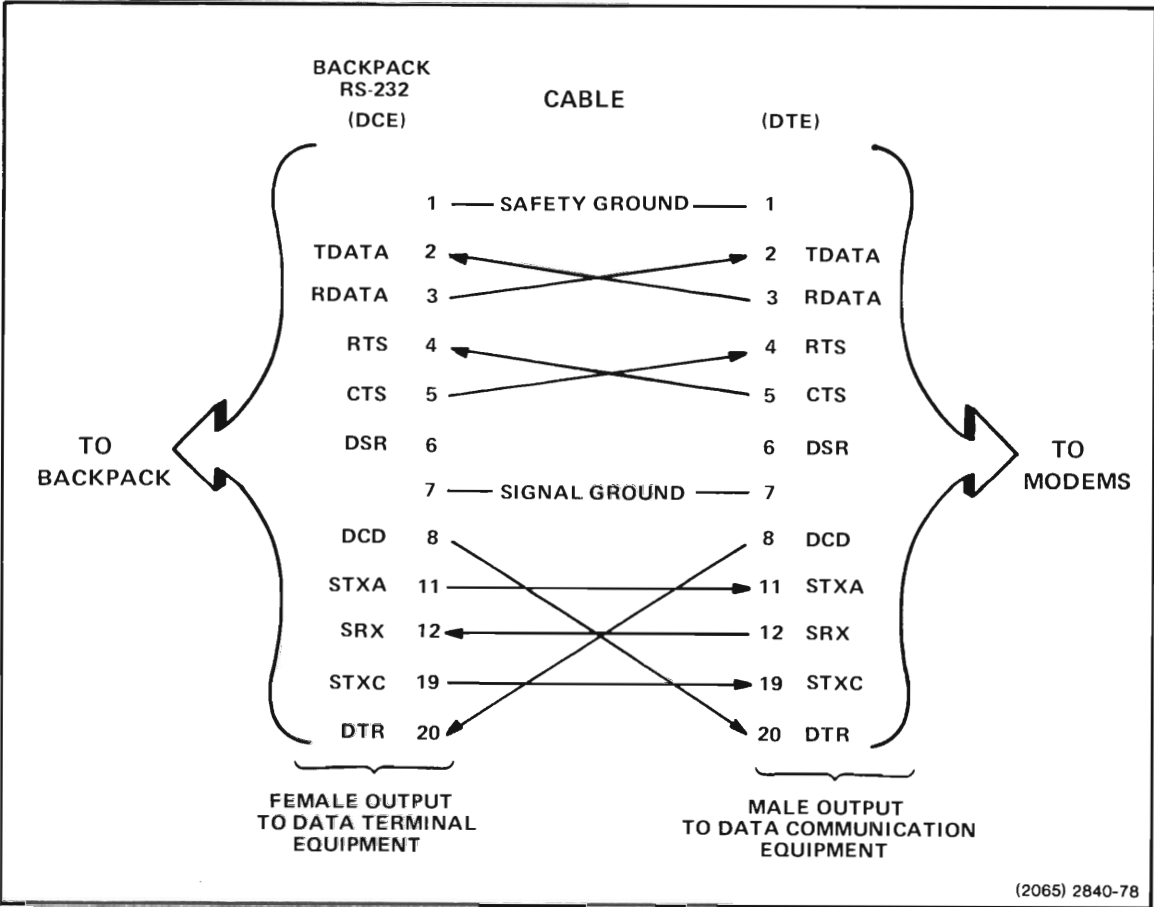 BACKPACK
RS-232
(DCE)
CABLE
(DTE)
1 SAFETY GROUND 1
TDATA 2 2 TDATA
RDATA 3 3 RDATA
RTS 4 4 RTS
CTS 5 5 CTS
DSR 6 6 DSR
7 SIGNAL GROUND 7
DCD 8 8 DCD
STXA 11 11 STXA
SRX 12 12 SRX
STXC 19 19 STXC
DTR 20 20 DTR
TO
BACKPACK
TO
MODEMS
FEMALE OUTPUT
TO DATA TERMINAL
EQUIPMENT
MALE OUTPUT
TO DATA COMMUNICATION
EQUIPMENT
(2065) 2840-78